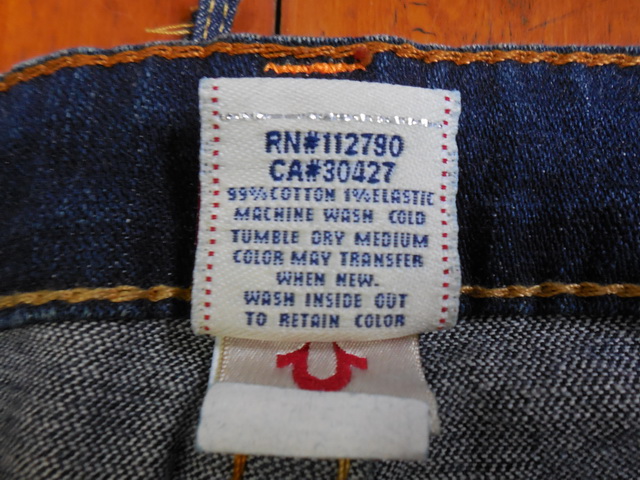 RN#112790
CA#30427
99%COTTON 1%ELASTIC
MACHINE WASH COLD
TUMBLE DRY MEDIUM
COLOR MAY TRANSFER
WHEN NEW.
WASH INSIDE OUT
TO RETAIN COLOR